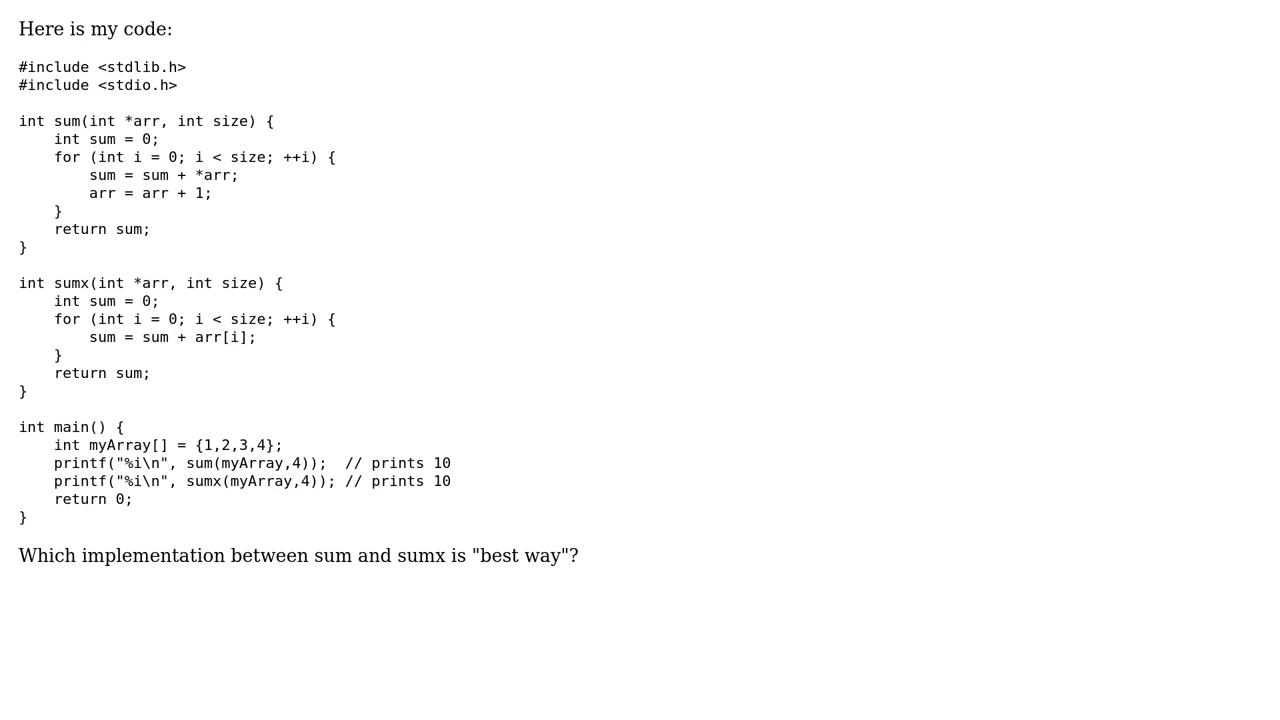 Here is my code:
#include <stdlib.h>
#include <stdio.h>
int sum(int *arr, int size) {
    int sum = 0;
    for (int i = 0; i < size; ++i) {
        sum = sum + *arr;
        arr = arr + 1;
    }
    return sum;
}
int sumx(int *arr, int size) {
    int sum = 0;
    for (int i = 0; i < size; ++i) {
        sum = sum + arr[i];
    }
    return sum;
}
int main() {
    int myArray[] = {1,2,3,4};
    printf("%i\n", sum(myArray,4));  // prints 10
    printf("%i\n", sumx(myArray,4)); // prints 10
    return 0;
}
Which implementation between sum and sumx is "best way"?